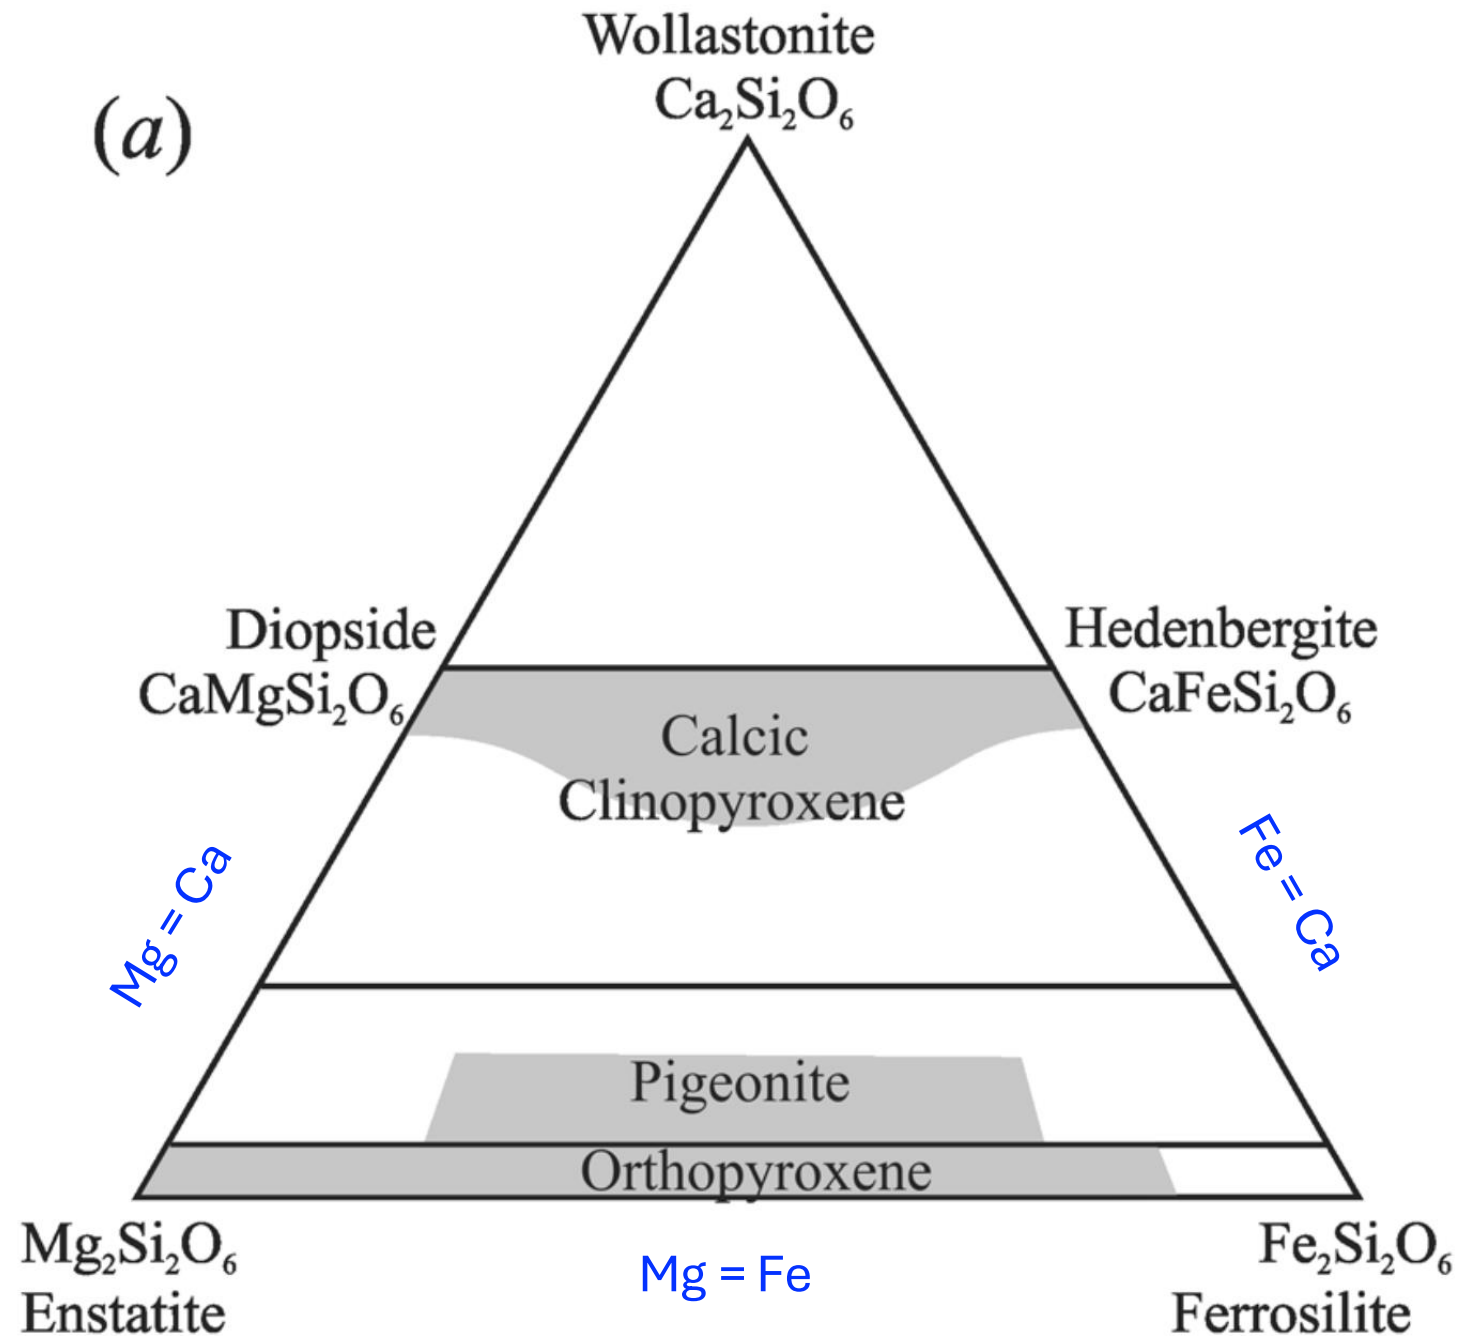 Wollastonite
Ca₂Si₂O₆
(a)
Diopside
CaMgSi₂O₆
Hedenbergite
CaFeSi₂O₆
Calcic
Clinopyroxene
Mg = Ca
Fe = Ca
Pigeonite
Orthopyroxene
Mg₂Si₂O₆
Enstatite
Mg = Fe
Fe₂Si₂O₆
Ferrosilite